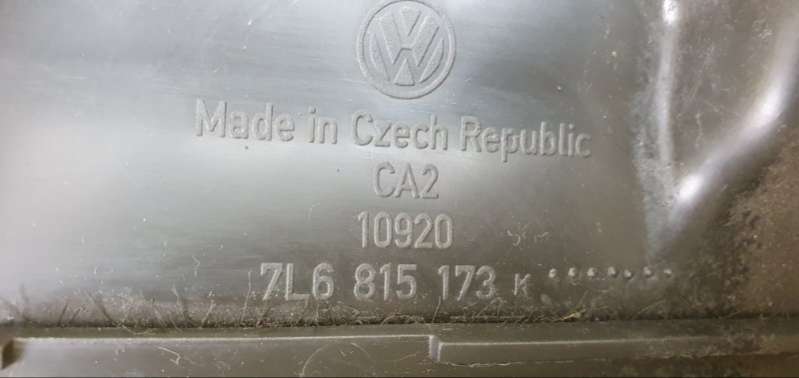 VW
Made in Czech Republic
CA2
10920
7L6 815 173 K